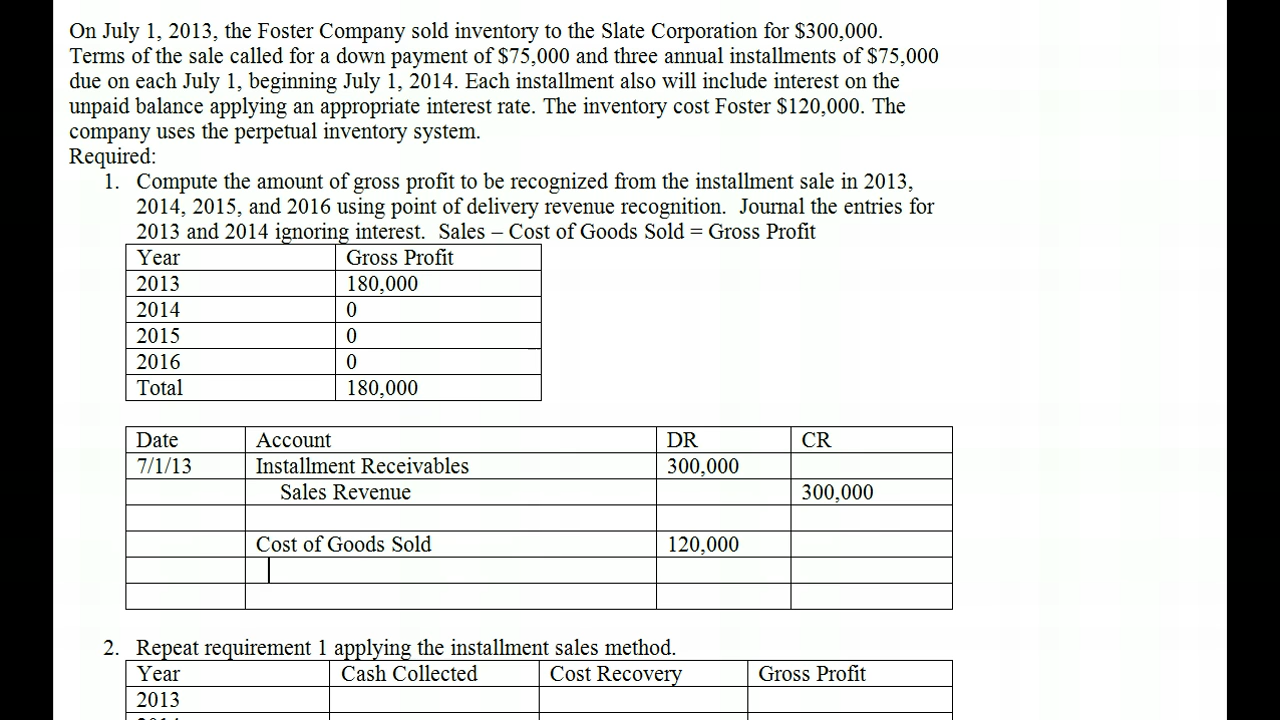 On July 1, 2013, the Foster Company sold inventory to the Slate Corporation for $300,000.
Terms of the sale called for a down payment of $75,000 and three annual installments of $75,000
due on each July 1, beginning July 1, 2014. Each installment also will include interest on the
unpaid balance applying an appropriate interest rate. The inventory cost Foster $120,000. The
company uses the perpetual inventory system.
Required:
1. Compute the amount of gross profit to be recognized from the installment sale in 2013,
2014, 2015, and 2016 using point of delivery revenue recognition. Journal the entries for
2013 and 2014 ignoring interest. Sales – Cost of Goods Sold = Gross Profit
Year Gross Profit
2013 180,000
2014 0
2015 0
2016 0
Total 180,000
Date Account DR CR
7/1/13 Installment Receivables 300,000
Sales Revenue 300,000
Cost of Goods Sold 120,000
2. Repeat requirement 1 applying the installment sales method.
Year Cash Collected Cost Recovery Gross Profit
2013